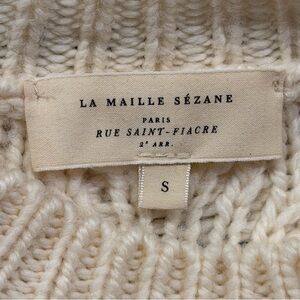 LA MAILLE SÉZANE
PARIS
RUE SAINT-FIACRE
2ᵉ ARR.
S